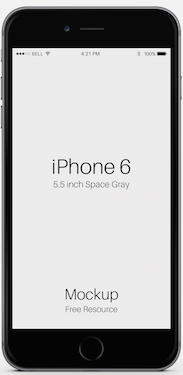 BELL 4:21 PM 100%
iPhone 6
5.5 inch Space Gray
Mockup
Free Resource